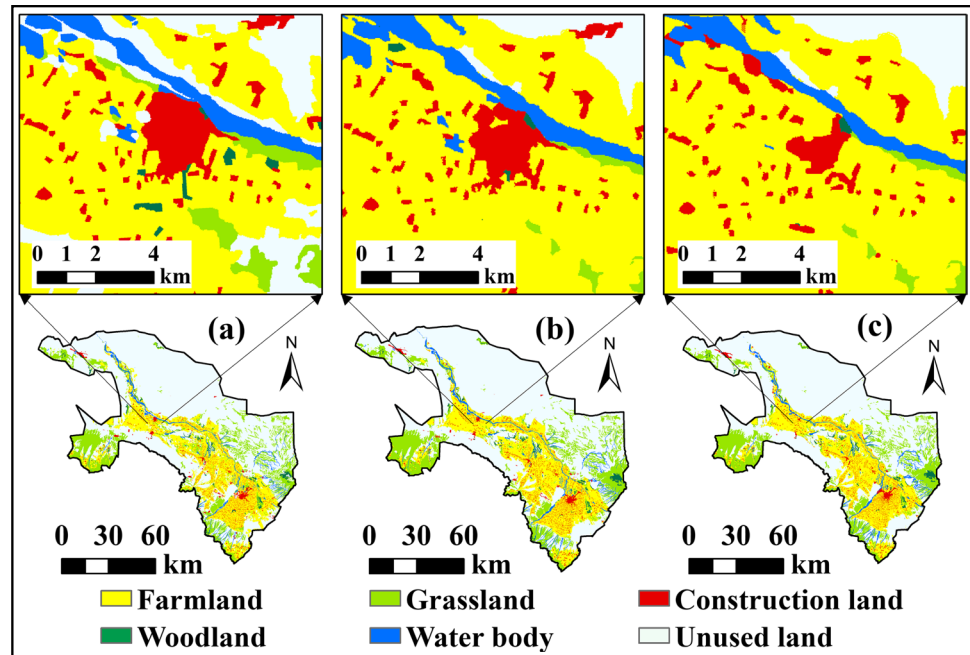 0 1 2 4 0 1 2 4 0 1 2 4
km km km
(a) N (b) N (c) N
0 30 60 0 30 60 0 30 60
km km km
Farmland Grassland Construction land
Woodland Water body Unused land